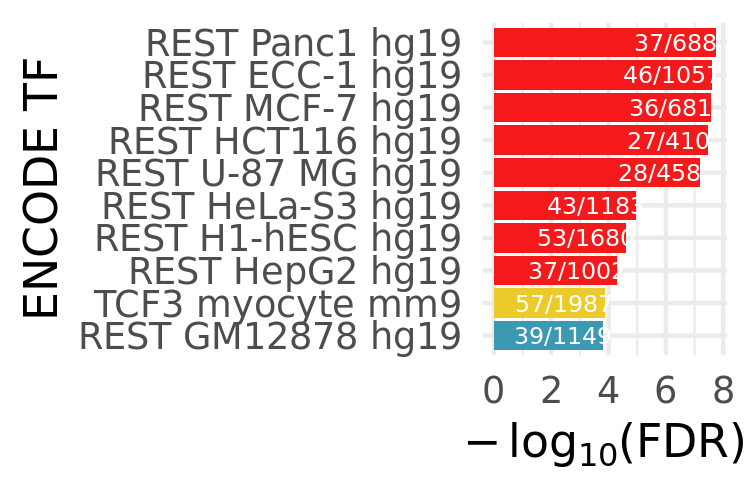 ENCODE TF
REST Panc1 hg19 37/688
REST ECC-1 hg19 46/1057
REST MCF-7 hg19 36/681
REST HCT116 hg19 27/410
REST U-87 MG hg19 28/458
REST HeLa-S3 hg19 43/1183
REST H1-hESC hg19 53/1680
REST HepG2 hg19 37/1002
TCF3 myocyte mm9 57/1987
REST GM12878 hg19 39/1149
0 2 4 6 8
−log₁₀(FDR)